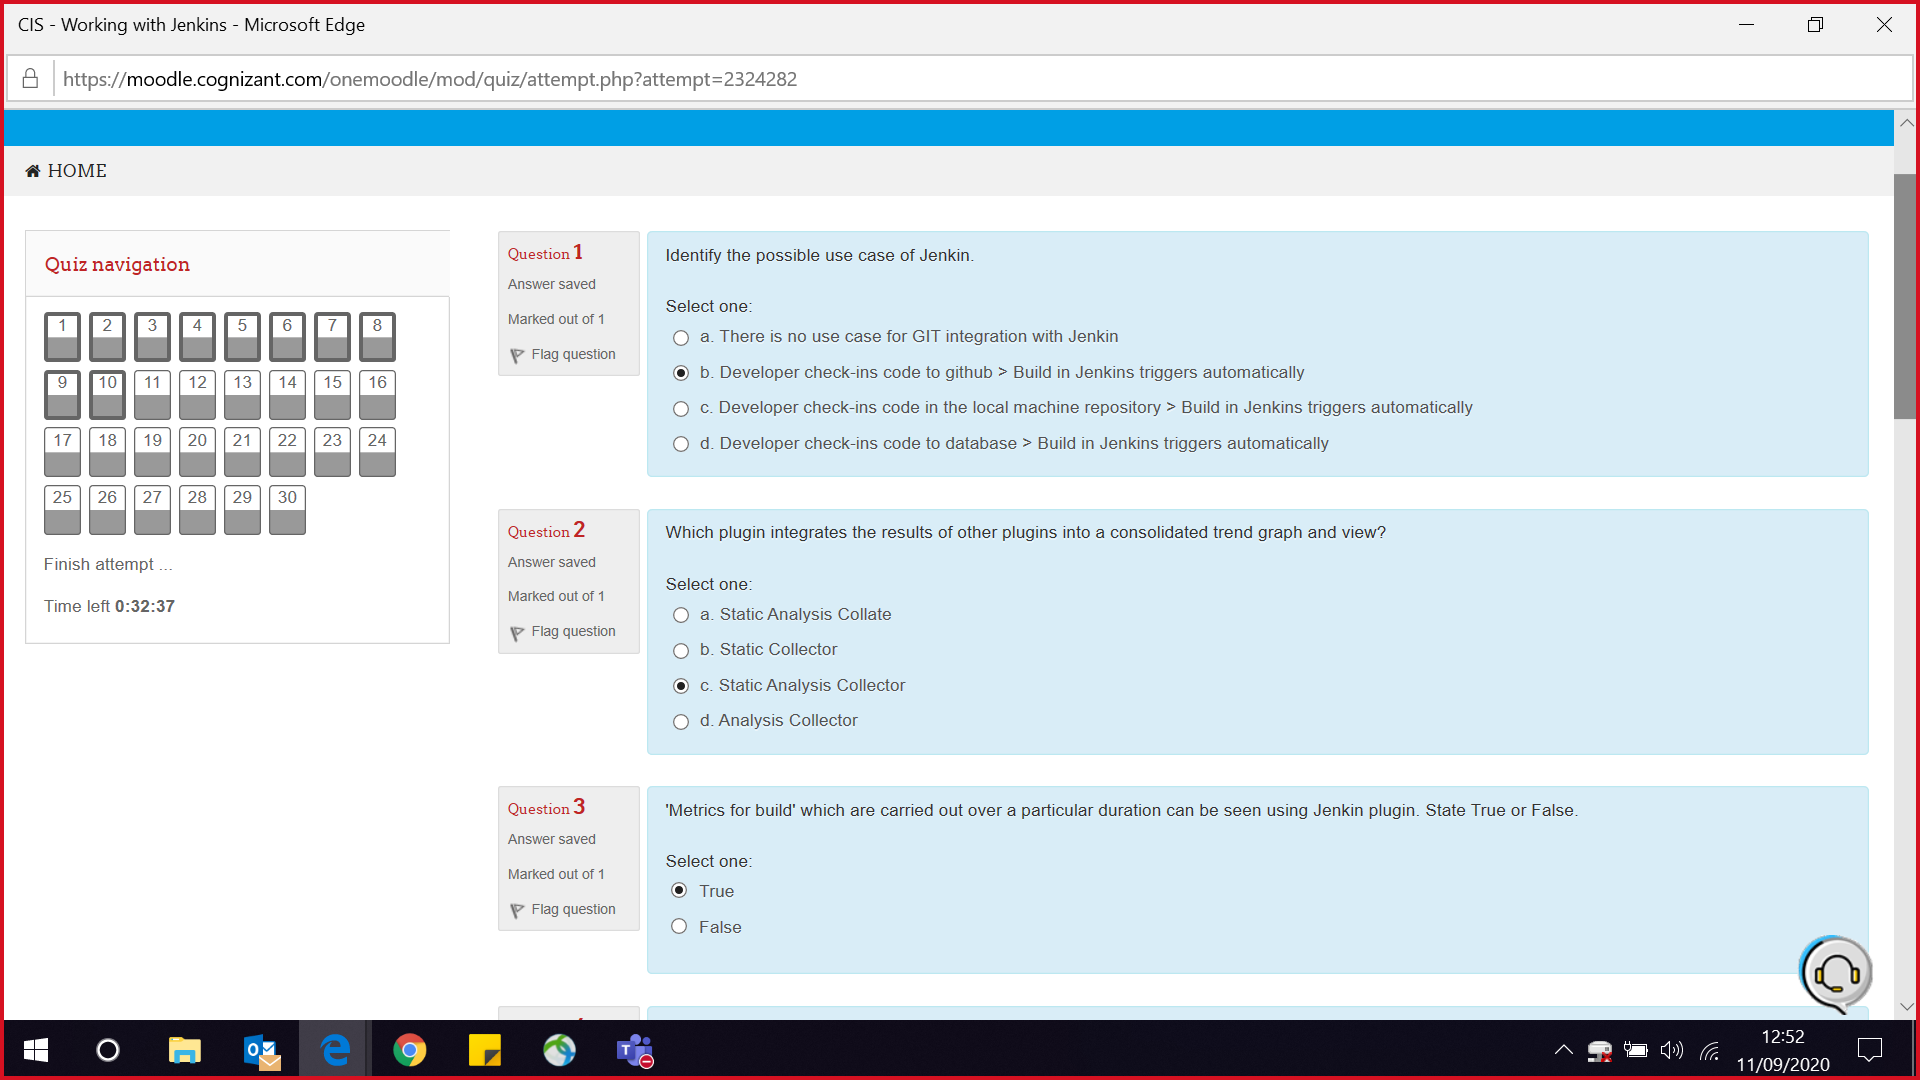 CIS - Working with Jenkins - Microsoft Edge
https://moodle.cognizant.com/onemoodle/mod/quiz/attempt.php?attempt=2324282
HOME
Quiz navigation
1 2 3 4 5 6 7 8
9 10 11 12 13 14 15 16
17 18 19 20 21 22 23 24
25 26 27 28 29 30
Finish attempt ...
Time left 0:32:37
Question 1
Answer saved
Marked out of 1
Flag question
Identify the possible use case of Jenkin.
Select one:
a. There is no use case for GIT integration with Jenkin
b. Developer check-ins code to github > Build in Jenkins triggers automatically
c. Developer check-ins code in the local machine repository > Build in Jenkins triggers automatically
d. Developer check-ins code to database > Build in Jenkins triggers automatically
Question 2
Answer saved
Marked out of 1
Flag question
Which plugin integrates the results of other plugins into a consolidated trend graph and view?
Select one:
a. Static Analysis Collate
b. Static Collector
c. Static Analysis Collector
d. Analysis Collector
Question 3
Answer saved
Marked out of 1
Flag question
'Metrics for build' which are carried out over a particular duration can be seen using Jenkin plugin. State True or False.
Select one:
True
False
12:52
11/09/2020